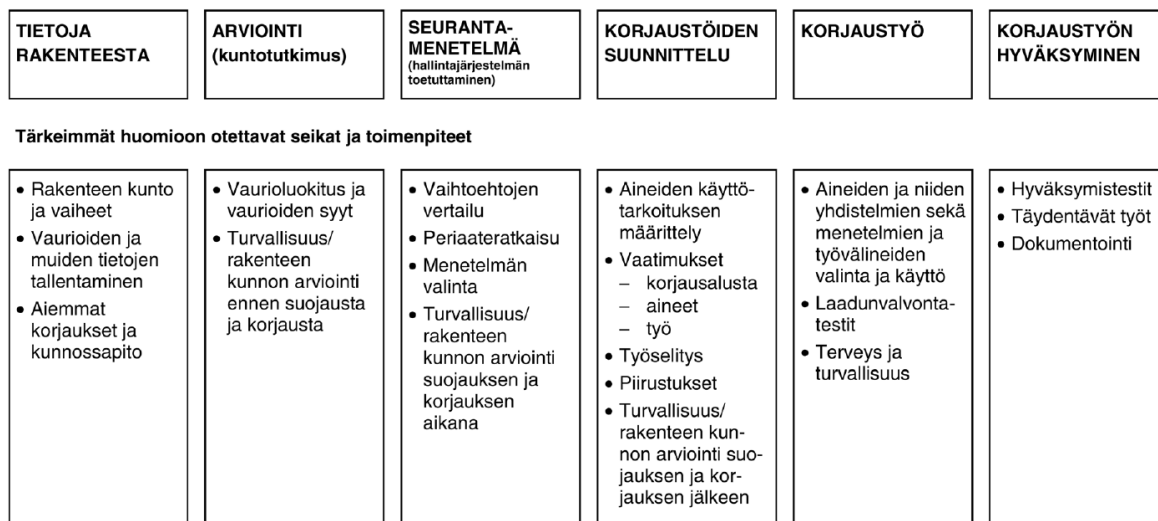 TIETOJA
RAKENTEESTA
ARVIOINTI
(kuntotutkimus)
SEURANTA-
MENETELMÄ
(hallintajärjestelmän
toetuttaminen)
KORJAUSTÖIDEN
SUUNNITTELU
KORJAUSTYÖ
KORJAUSTYÖN
HYVÄKSYMINEN
Tärkeimmät huomioon otettavat seikat ja toimenpiteet
• Rakenteen kunto
ja vaiheet
• Vaurioiden ja
muiden tietojen
tallentaminen
• Aiemmat
korjaukset ja
kunnossapito
• Vaurioluokitus ja
vaurioiden syyt
• Turvallisuus/
rakenteen
kunnon arviointi
ennen suojausta
ja korjausta
• Vaihtoehtojen
vertailu
• Periaateratkaisu
• Menetelmän
valinta
• Turvallisuus/
rakenteen
kunnon arviointi
suojauksen ja
korjauksen
aikana
• Aineiden käyttö-
tarkoituksen
määrittely
• Vaatimukset
– korjausalusta
– aineet
– työ
• Työselitys
• Piirustukset
• Turvallisuus/
rakenteen kun-
non arviointi suo-
jauksen ja kor-
jauksen jälkeen
• Aineiden ja niiden
yhdistelmien sekä
menetelmien ja
työvälineiden
valinta ja käyttö
• Laadunvalvonta-
testit
• Terveys ja
turvallisuus
• Hyväksymistestit
• Täydentävät työt
• Dokumentointi